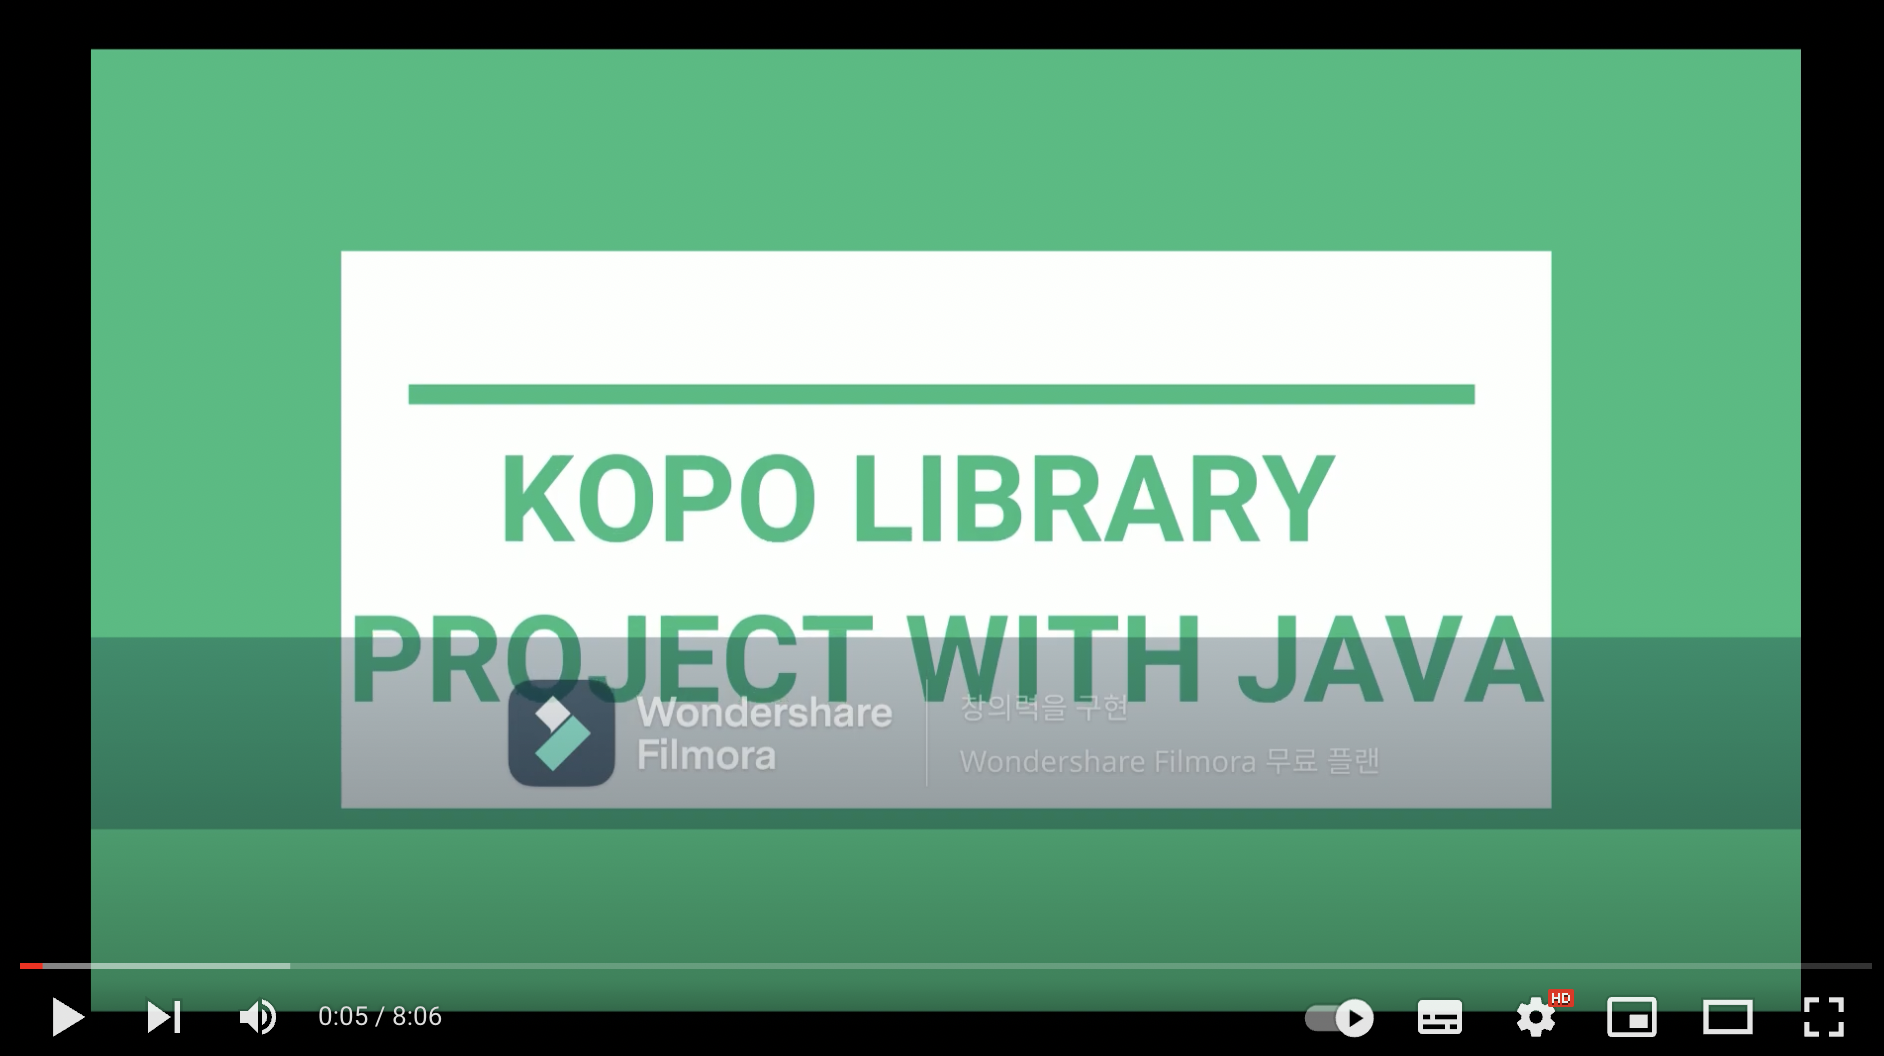 KOPO LIBRARY
PROJECT WITH JAVA
Wondershare
Filmora
창의력을 구현
Wondershare Filmora 무료 플랜
0:05 / 8:06
HD